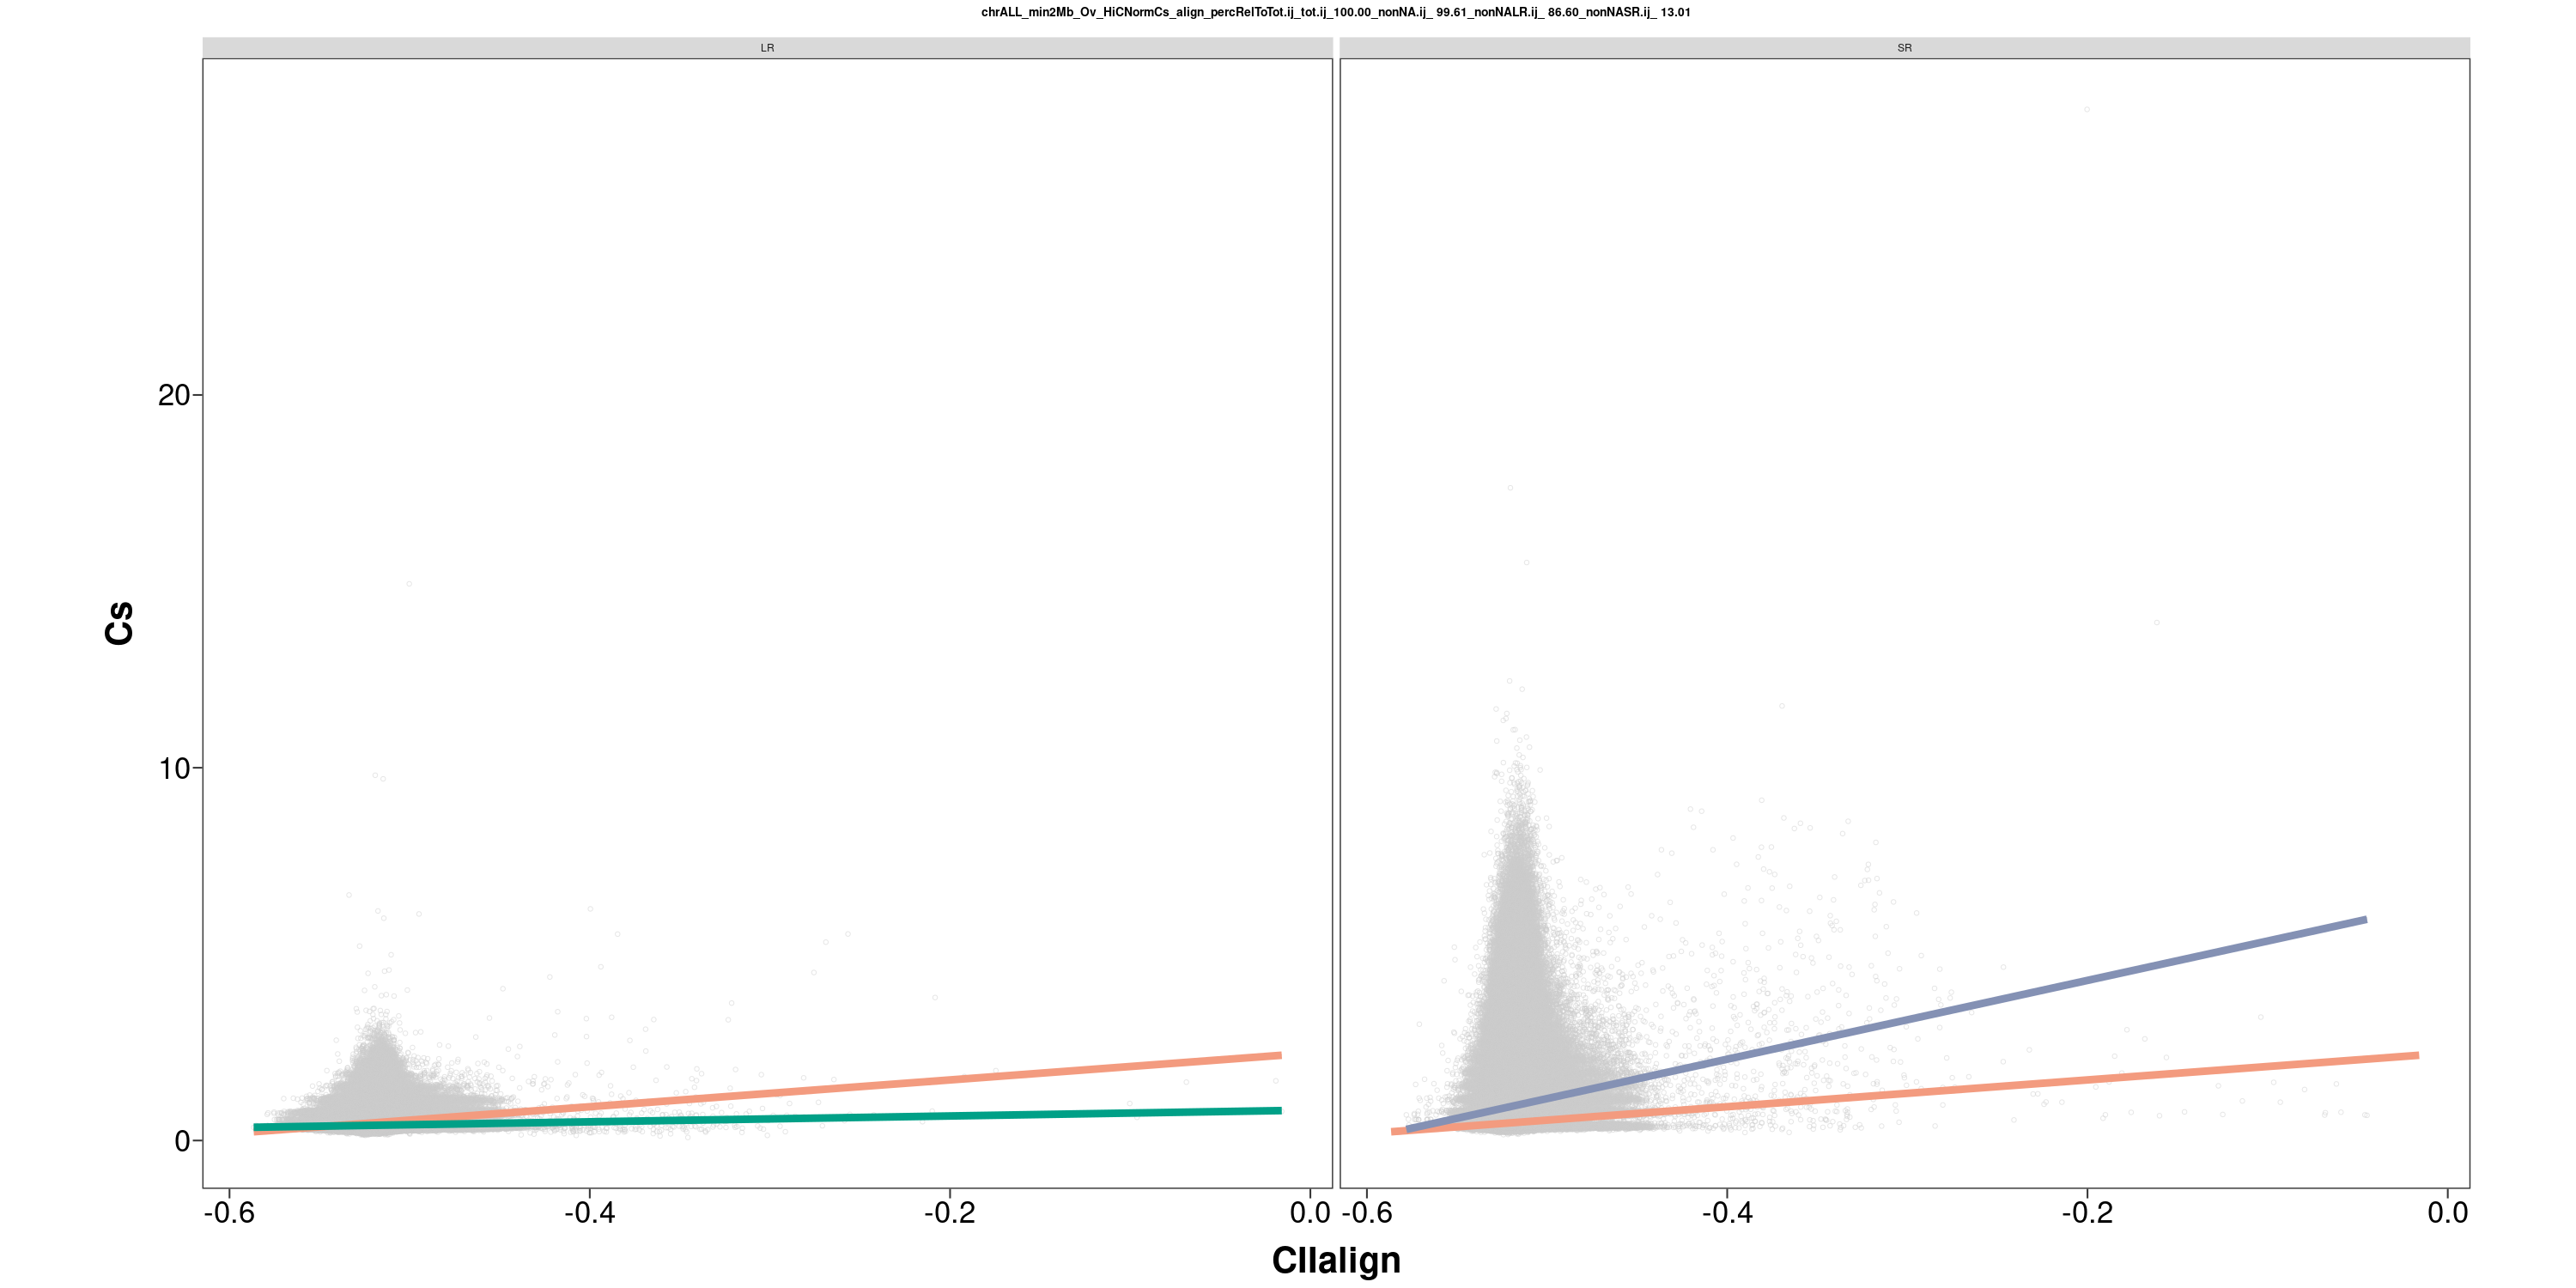 chrALL_min2Mb_Ov_HiCNormCs_align_percRelToTot.ij_tot.ij_100.00_nonNA.ij_ 99.61_nonNALR.ij_ 86.60_nonNASR.ij_ 13.01
LR SR
20
10
0
Cs
-0.6 -0.4 -0.2 0.0 -0.6 -0.4 -0.2 0.0
CIIalign